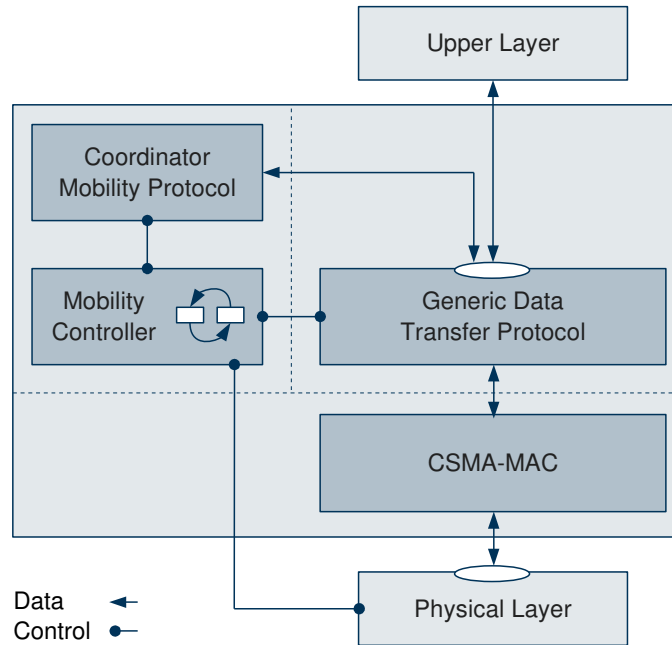 Upper Layer
Coordinator
Mobility Protocol
Mobility
Controller
Generic Data
Transfer Protocol
CSMA-MAC
Physical Layer
Data
Control